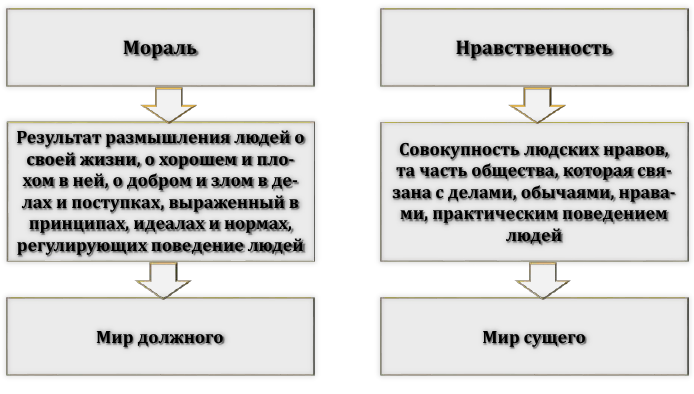 Мораль
Результат размышления людей о
своей жизни, о хорошем и пло-
хом в ней, о добром и злом в де-
лах и поступках, выраженный в
принципах, идеалах и нормах,
регулирующих поведение людей
Мир должного
Нравственность
Совокупность людских нравов,
та часть общества, которая свя-
зана с делами, обычаями, нрава-
ми, практическим поведением
людей
Мир сущего